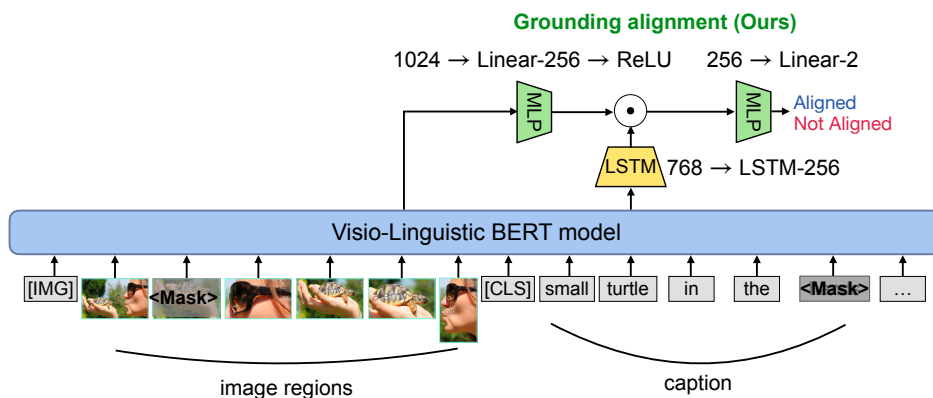 Grounding alignment (Ours)
1024 → Linear-256 → ReLU
256 → Linear-2
MLP
MLP
Aligned
Not Aligned
LSTM
768 → LSTM-256
Visio-Linguistic BERT model
[IMG]
<Mask>
[CLS]
small
turtle
in
the
<Mask>
...
image regions
caption